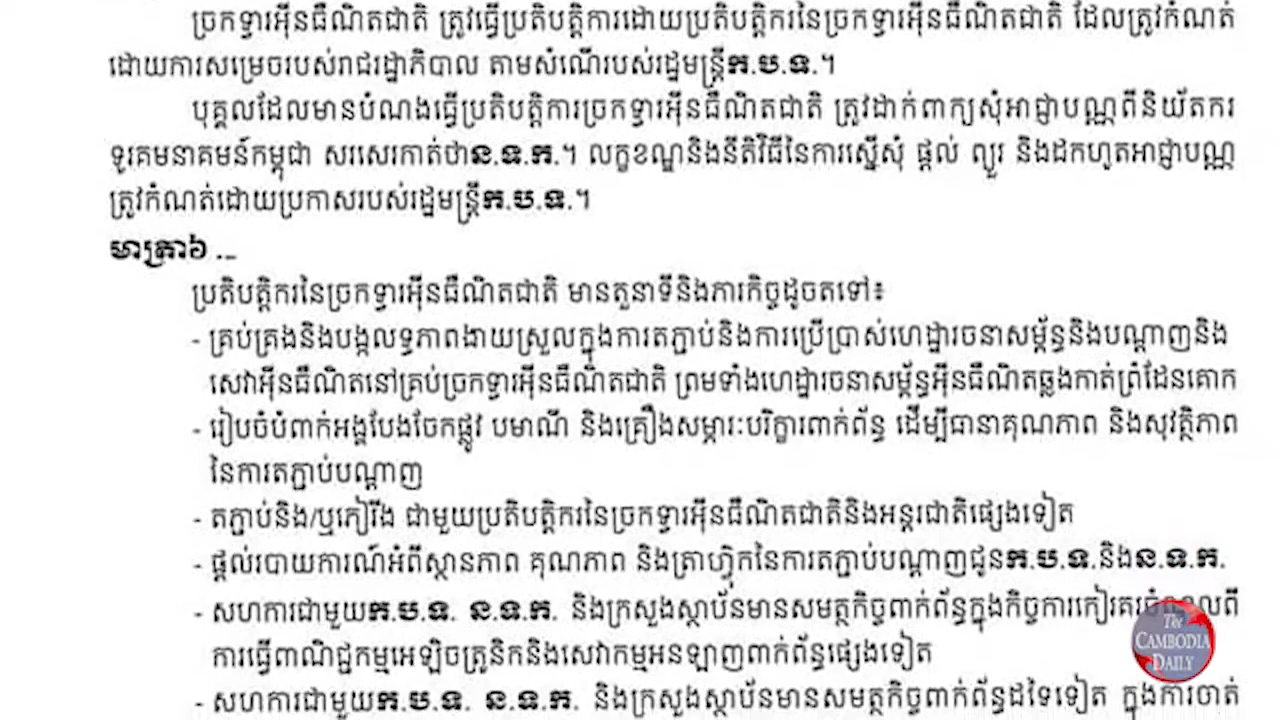 ច្រកទ្វារអ៊ីនធឺណិតជាតិ ត្រូវធ្វើប្រតិបត្តិការដោយប្រតិបត្តិករនៃច្រកទ្វារអ៊ីនធឺណិតជាតិ ដែលត្រូវកំណត់
ដោយការសម្រេចរបស់រាជរដ្ឋាភិបាល តាមសំណើរបស់រដ្ឋមន្ត្រីក.ប.ទ.។
បុគ្គលដែលមានបំណងធ្វើប្រតិបត្តិការច្រកទ្វារអ៊ីនធឺណិតជាតិ ត្រូវដាក់ពាក្យសុំអាជ្ញាបណ្ណពីនិយ័តករ
ទូរគមនាគមន៍កម្ពុជា សរសេរកាត់ថាន.ទ.ក.។ លក្ខខណ្ឌនិងនីតិវិធីនៃការស្នើសុំ ផ្តល់ ព្យួរ និងដកហូតអាជ្ញាបណ្ណ
ត្រូវកំណត់ដោយប្រកាសរបស់រដ្ឋមន្ត្រីក.ប.ទ.។
មាត្រា៦ ._
ប្រតិបត្តិករនៃច្រកទ្វារអ៊ីនធឺណិតជាតិ មានតួនាទីនិងភារកិច្ចដូចតទៅ៖
- គ្រប់គ្រងនិងបង្កលទ្ធភាពងាយស្រួលក្នុងការតភ្ជាប់និងការប្រើប្រាស់ហេដ្ឋារចនាសម្ព័ន្ធនិងបណ្តាញនិង
សេវាអ៊ីនធឺណិតនៅគ្រប់ច្រកទ្វារអ៊ីនធឺណិតជាតិ ព្រមទាំងហេដ្ឋារចនាសម្ព័ន្ធអ៊ីនធឺណិតឆ្លងកាត់ព្រំដែនគោក
- រៀបចំបំពាក់អង្គបែងចែកផ្លូវ បមាណី និងគ្រឿងសម្ភារៈបរិក្ខារពាក់ព័ន្ធ ដើម្បីធានាគុណភាព និងសុវត្ថិភាព
នៃការតភ្ជាប់បណ្តាញ
- តភ្ជាប់និង/ឬកៀរីង ជាមួយប្រតិបត្តិករនៃច្រកទ្វារអ៊ីនធឺណិតជាតិនិងអន្តរជាតិផ្សេងទៀត
- ផ្តល់របាយការណ៍អំពីស្ថានភាព គុណភាព និងត្រាហ្វិុកនៃការតភ្ជាប់បណ្តាញជូនក.ប.ទ.និងន.ទ.ក.
- សហការជាមួយក.ប.ទ. ន.ទ.ក. និងក្រសួងស្ថាប័នមានសមត្ថកិច្ចពាក់ព័ន្ធក្នុងកិច្ចការកៀរគរចំណូលពី
ការធ្វើពាណិជ្ជកម្មអេឡិចត្រូនិកនិងសេវាកម្មអនឡាញពាក់ព័ន្ធផ្សេងទៀត
- សហការជាមួយក.ប.ទ. ន.ទ.ក. និងក្រសួងស្ថាប័នមានសមត្ថកិច្ចពាក់ព័ន្ធដទៃទៀត ក្នុងការចាត់
The
CAMBODIA
DAILY